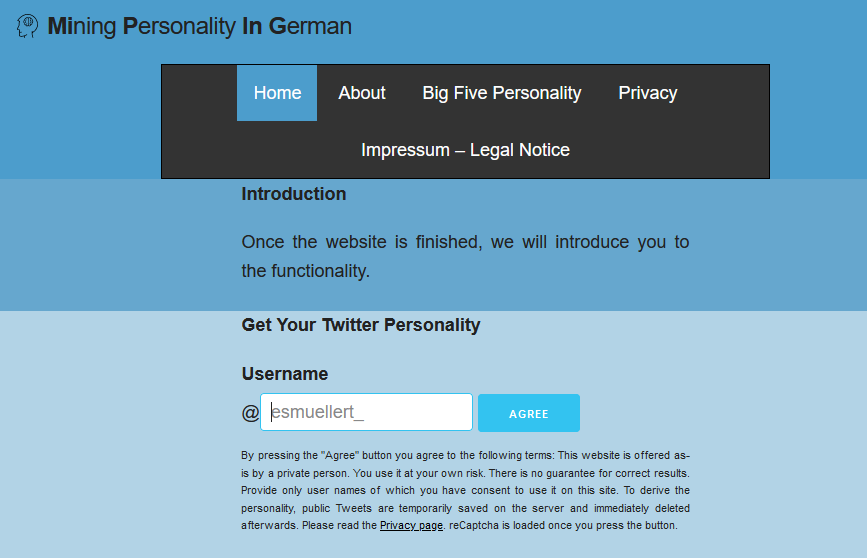 Mining Personality In German
Home About Big Five Personality Privacy
Impressum – Legal Notice
Introduction
Once the website is finished, we will introduce you to
the functionality.
Get Your Twitter Personality
Username
@esmuellert_ AGREE
By pressing the "Agree" button you agree to the following terms: This website is offered as-
is by a private person. You use it at your own risk. There is no guarantee for correct results.
Provide only user names of which you have consent to use it on this site. To derive the
personality, public Tweets are temporarily saved on the server and immediately deleted
afterwards. Please read the Privacy page. reCaptcha is loaded once you press the button.